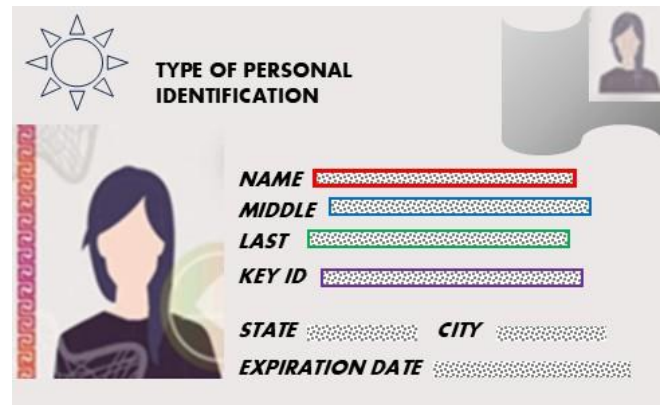 TYPE OF PERSONAL
IDENTIFICATION
NAME
MIDDLE
LAST
KEY ID
STATE CITY
EXPIRATION DATE